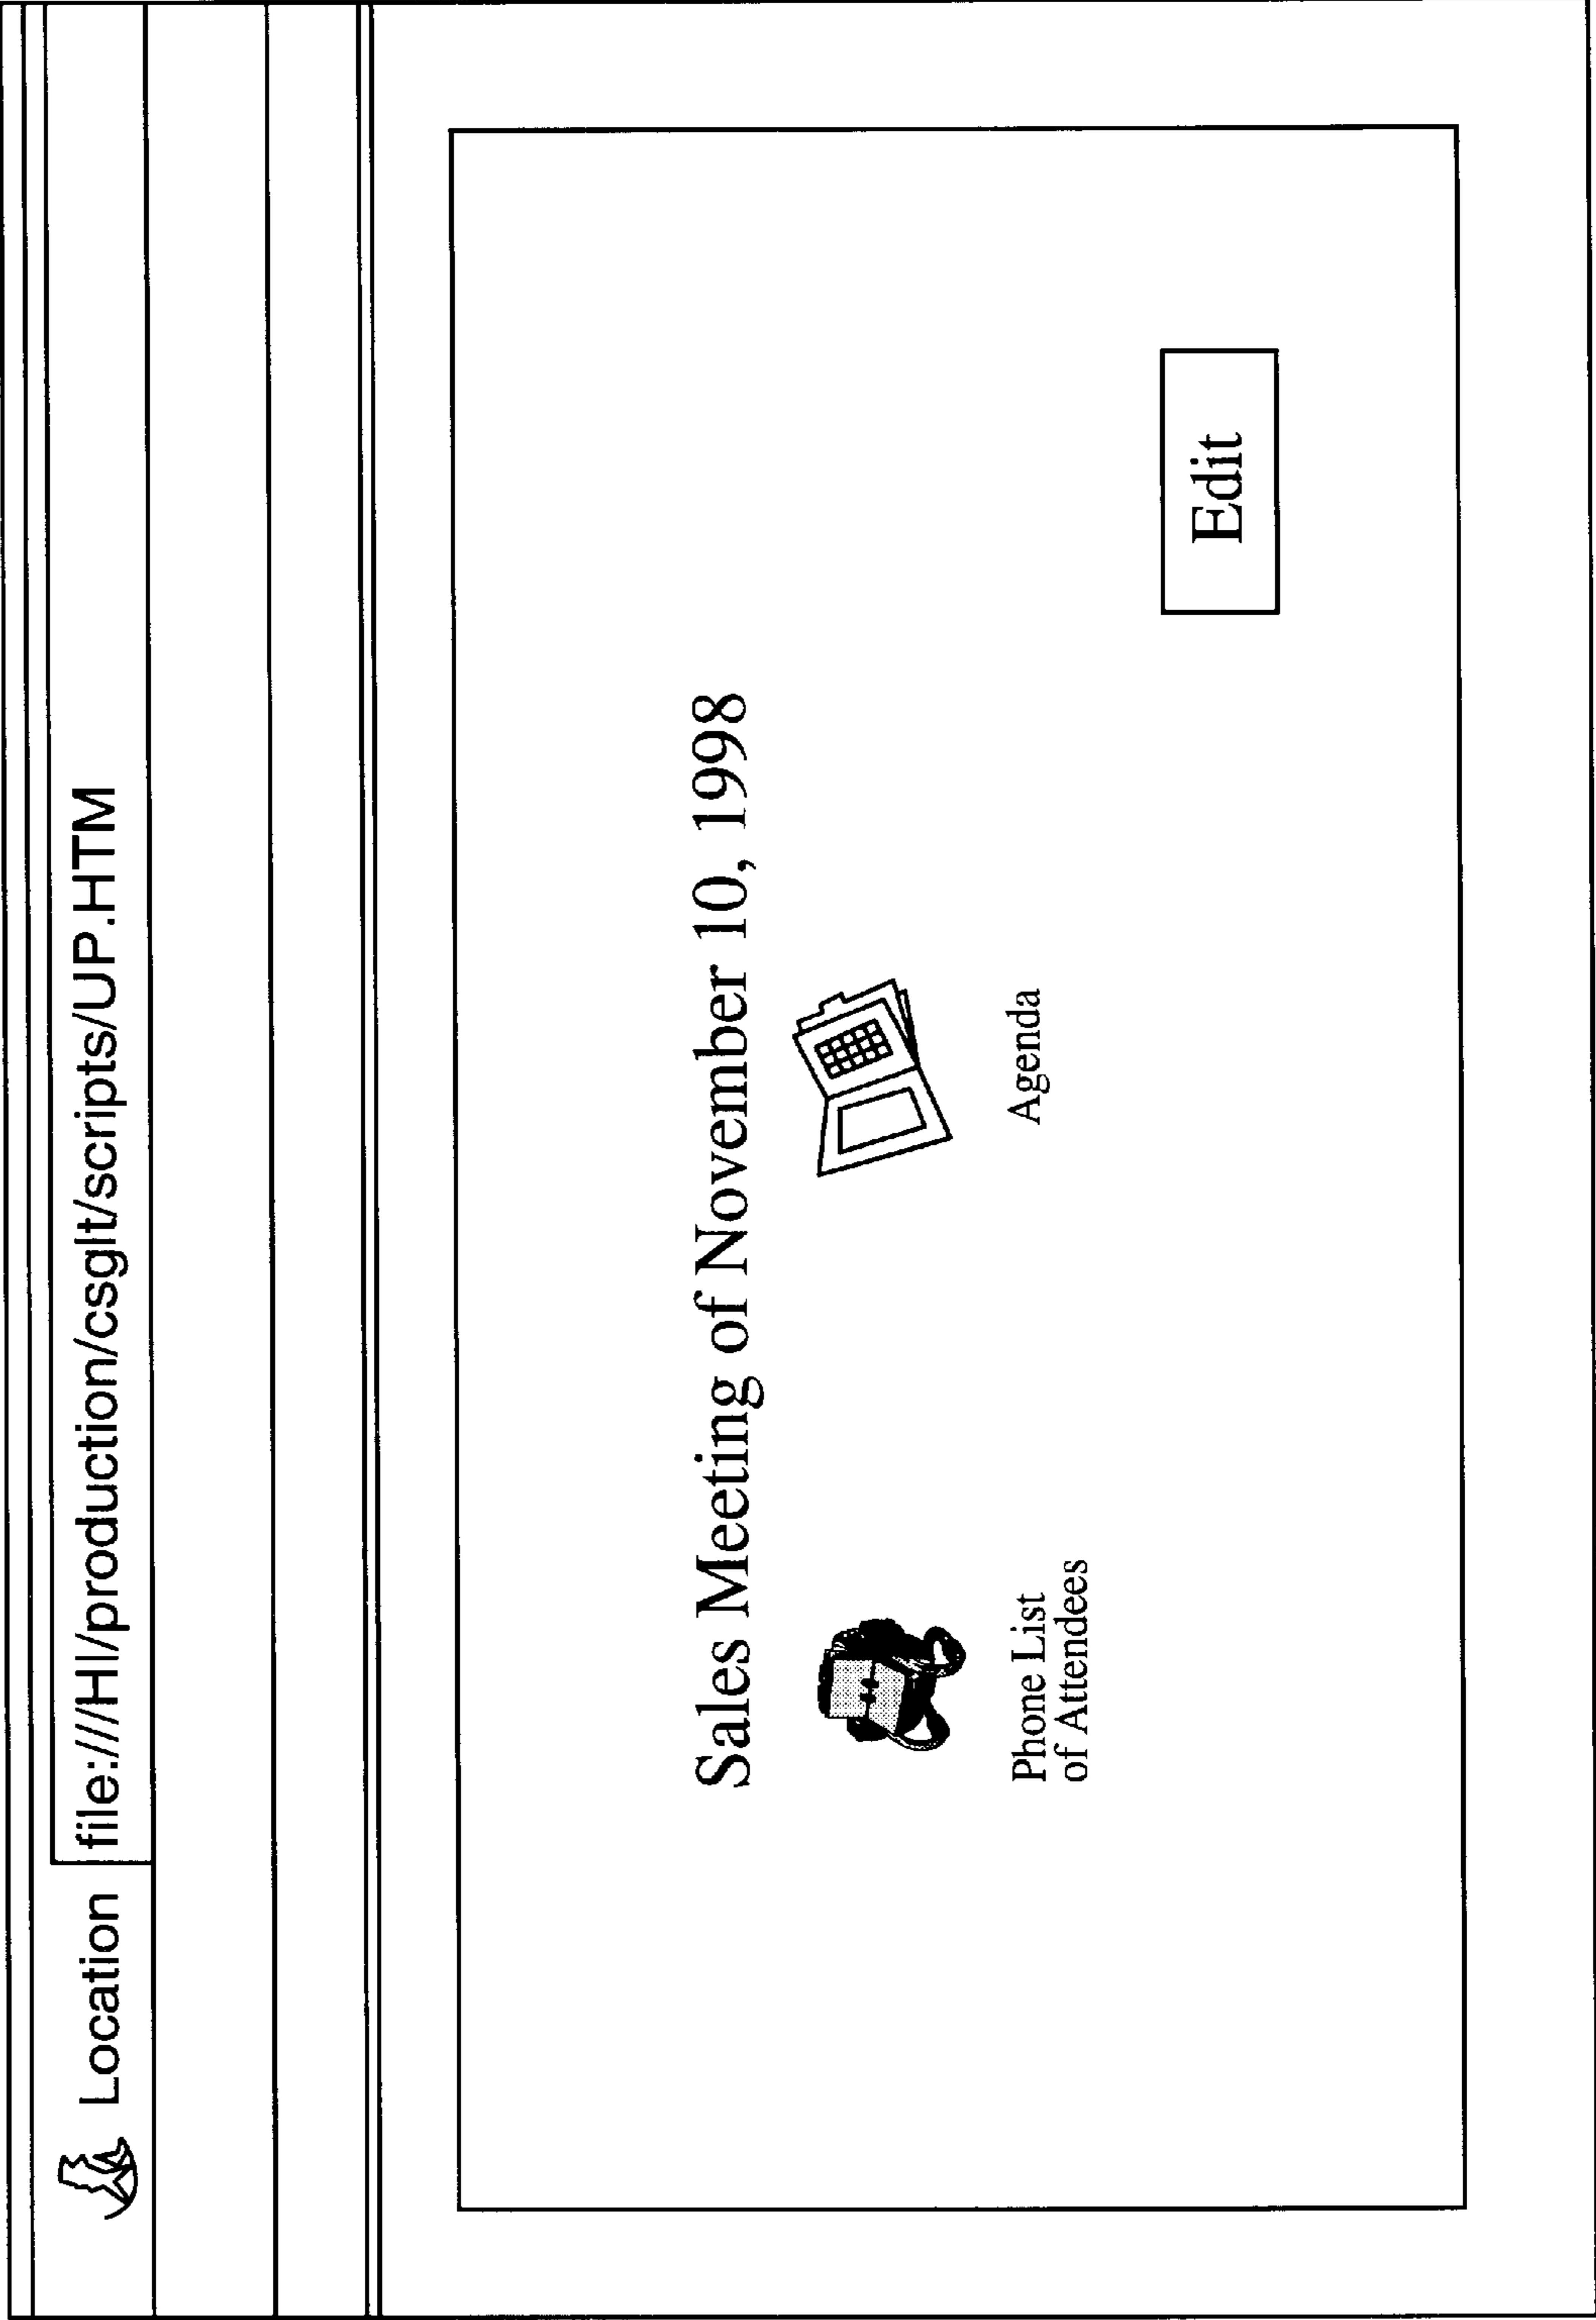 Location file:///H|/production/csglt/scripts/UP.HTM
Sales Meeting of November 10, 1998
Phone List
of Attendees
Agenda
Edit